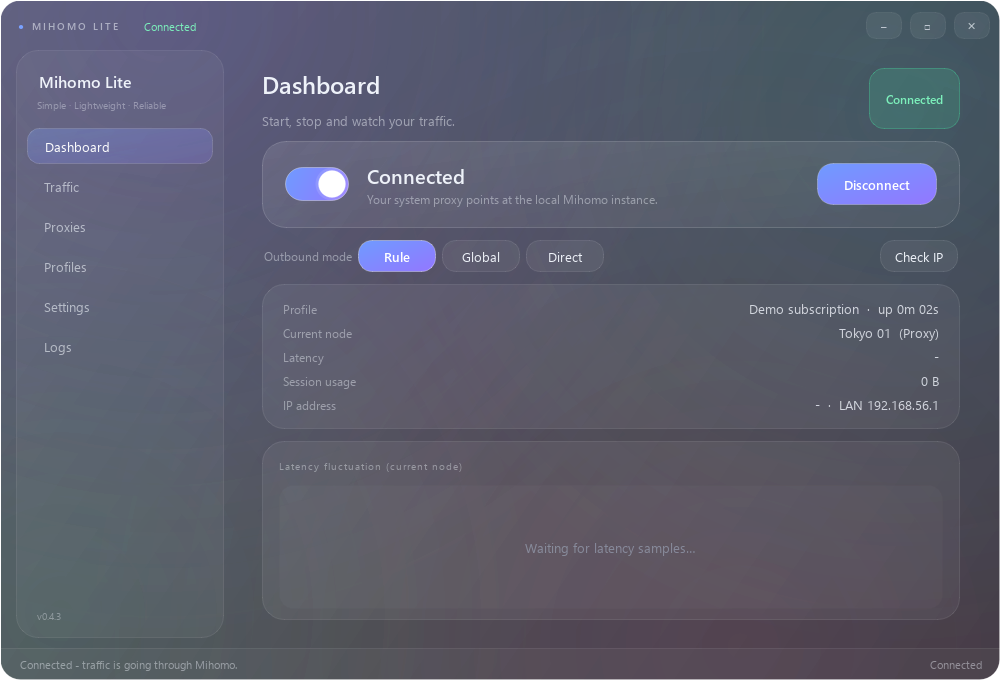 MIHOMO LITE Connected
Mihomo Lite
Simple · Lightweight · Reliable
Dashboard
Traffic
Proxies
Profiles
Settings
Logs
v0.4.3
Dashboard
Start, stop and watch your traffic.
Connected
Connected
Your system proxy points at the local Mihomo instance.
Disconnect
Outbound mode Rule Global Direct Check IP
Profile Demo subscription · up 0m 02s
Current node Tokyo 01 (Proxy)
Latency -
Session usage 0 B
IP address - · LAN 192.168.56.1
Latency fluctuation (current node)
Waiting for latency samples...
Connected - traffic is going through Mihomo. Connected